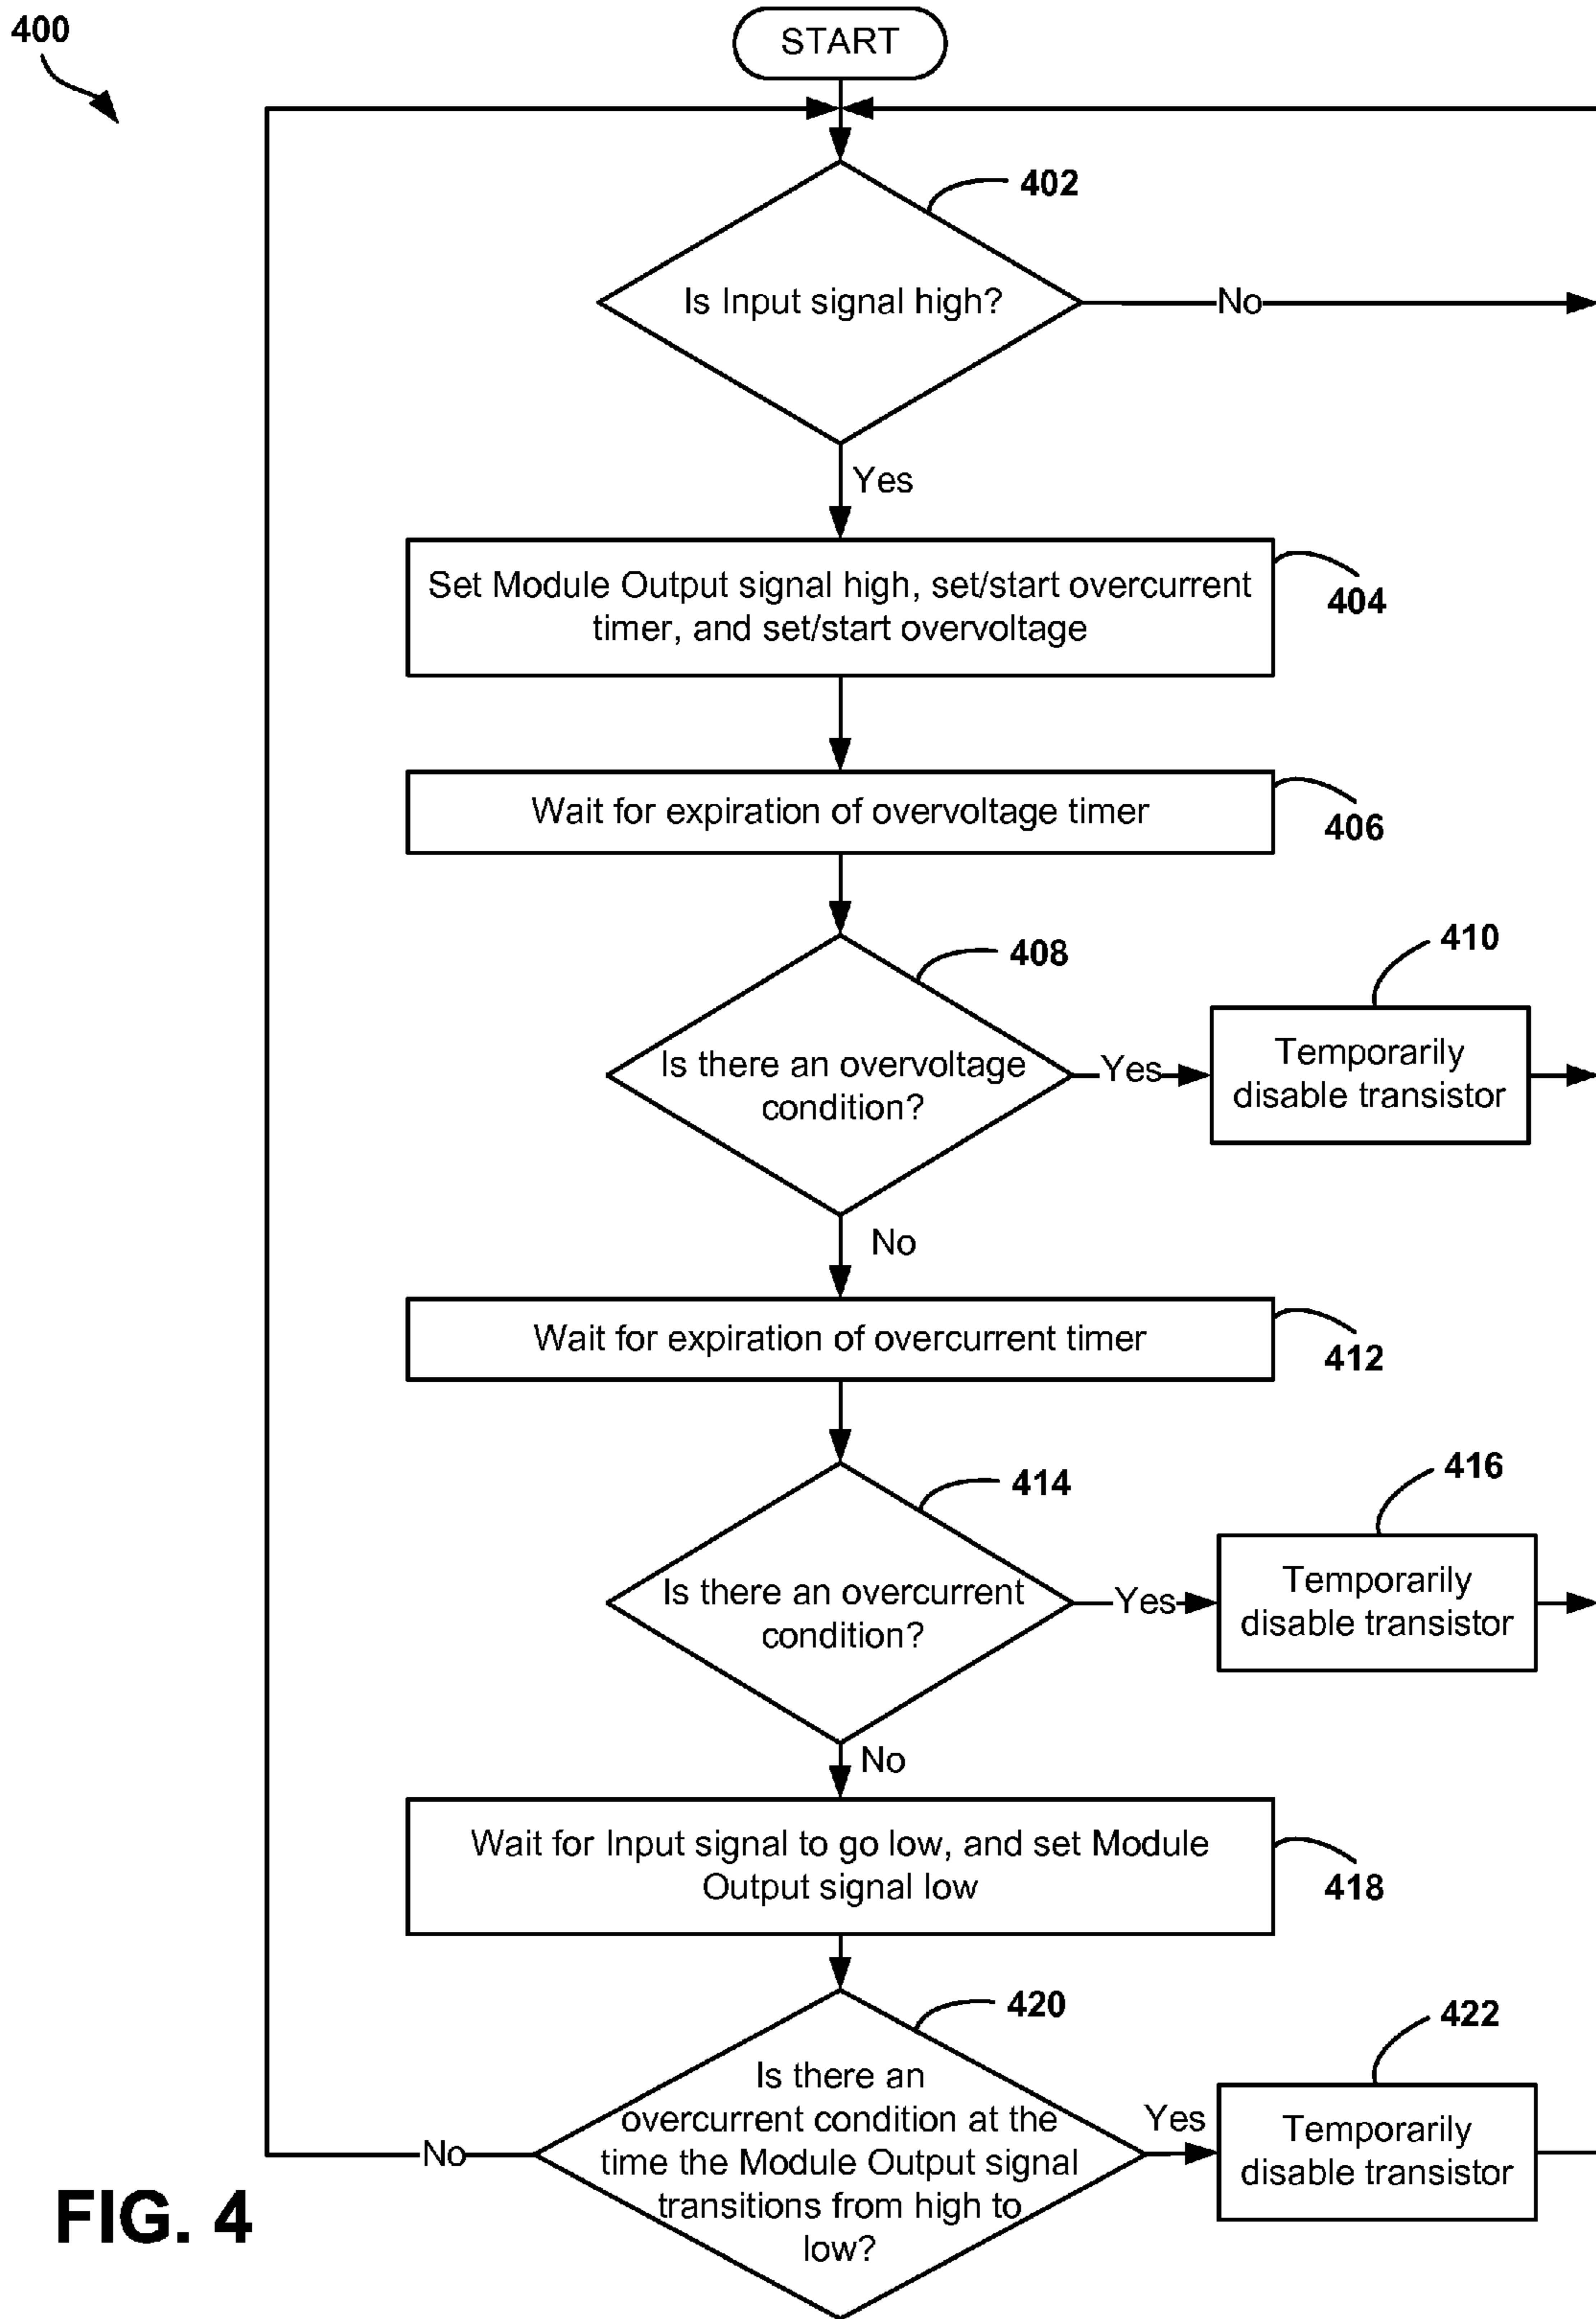 400
START
402
Is Input signal high?
No
Yes
Set Module Output signal high, set/start overcurrent
timer, and set/start overvoltage
404
Wait for expiration of overvoltage timer
406
408
410
Is there an overvoltage
condition?
Yes
Temporarily
disable transistor
No
Wait for expiration of overcurrent timer
412
414
416
Is there an overcurrent
condition?
Yes
Temporarily
disable transistor
No
Wait for Input signal to go low, and set Module
Output signal low
418
420
422
Is there an
overcurrent condition at the
time the Module Output signal
transitions from high to
low?
Yes
Temporarily
disable transistor
No
FIG. 4